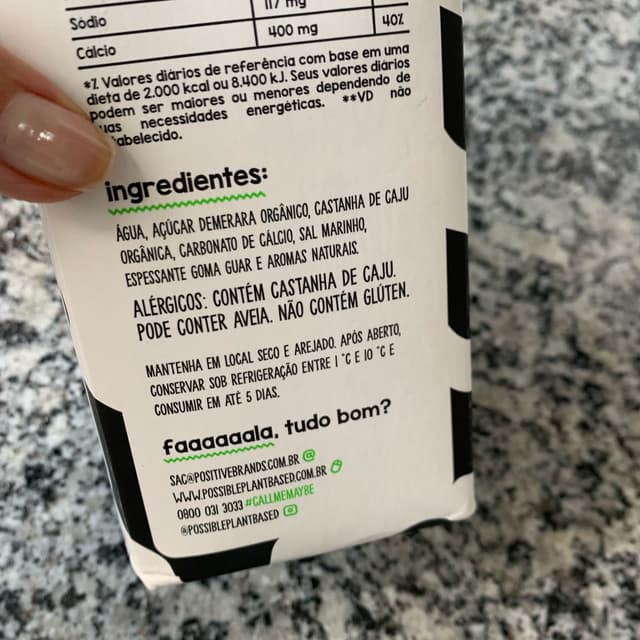 Sódio 117 mg
Cálcio 400 mg 40%
*% Valores diários de referência com base em uma
dieta de 2.000 kcal ou 8.400 kJ. Seus valores diários
podem ser maiores ou menores dependendo de
necessidades energéticas. **VD não
ingredientes:
ÁGUA, AÇÚCAR DEMERARA ORGÂNICO, CASTANHA DE CAJU
ORGÂNICA, CARBONATO DE CÁLCIO, SAL MARINHO,
ESPESSANTE GOMA GUAR E AROMAS NATURAIS.
ALÉRGICOS: CONTÉM CASTANHA DE CAJU.
PODE CONTER AVEIA. NÃO CONTÉM GLÚTEN.
MANTENHA EM LOCAL SECO E AREJADO. APÓS ABERTO,
CONSERVAR SOB REFRIGERAÇÃO ENTRE 1 °C E 10 °C E
CONSUMIR EM ATÉ 5 DIAS.
faaaaaala, tudo bom?
SAC@POSITIVEBRANDS.COM.BR @
WWW.POSSIBLEPLANTBASED.COM.BR
0800 031 3033 #CALLMEMAYBE
@POSSIBLEPLANTBASED